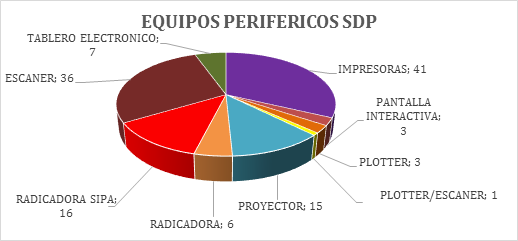 EQUIPOS PERIFERICOS SDP
TABLERO ELECTRONICO;
7
ESCANER; 36
IMPRESORAS; 41
PANTALLA
INTERACTIVA;
3
PLOTTER; 3
PLOTTER/ESCANER; 1
PROYECTOR; 15
RADICADORA; 6
RADICADORA SIPA;
16